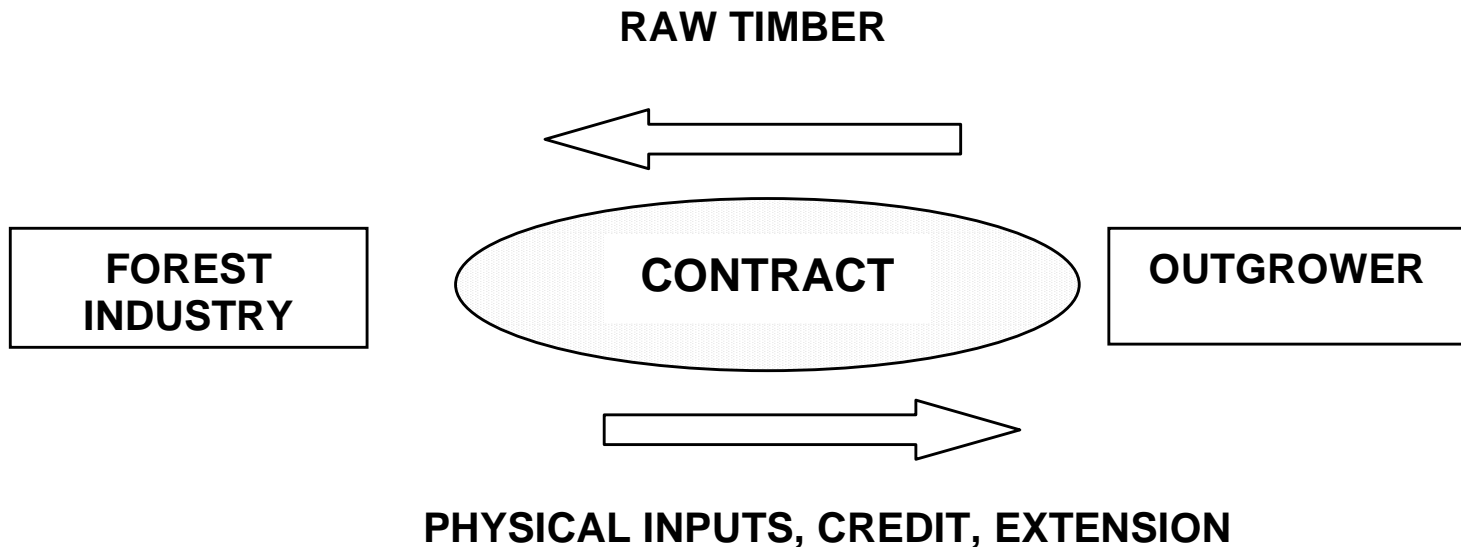 RAW TIMBER
FOREST
INDUSTRY
CONTRACT
OUTGROWER
PHYSICAL INPUTS, CREDIT, EXTENSION